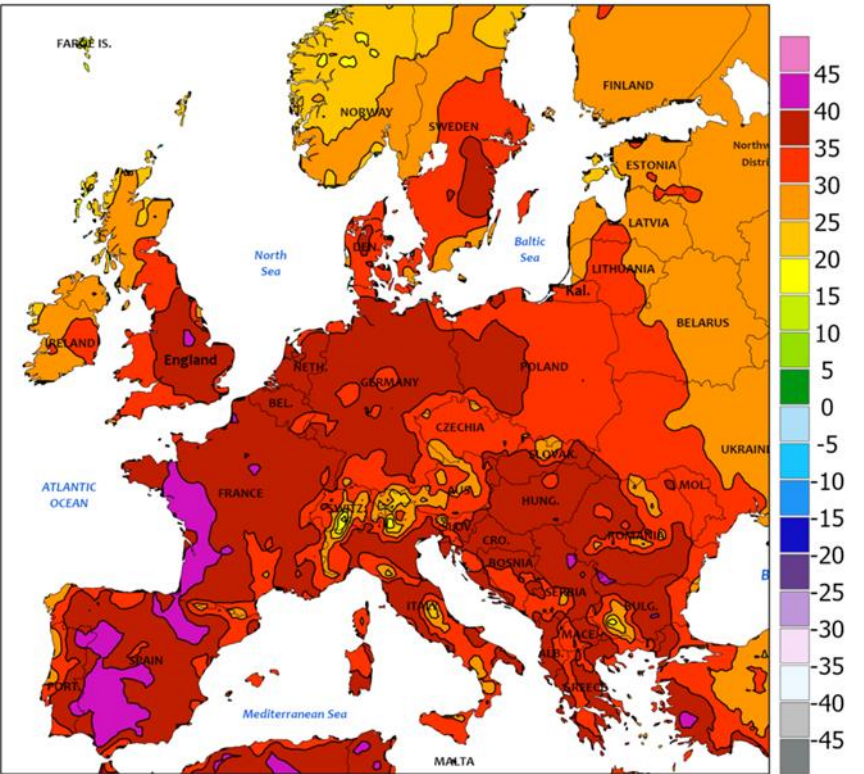 FAROE IS.
FINLAND
NORWAY
SWEDEN
ESTONIA
LATVIA
DEN.
North
Sea
Baltic
Sea
LITHUANIA
Kal.
BELARUS
IRELAND
England
NETH.
GERMANY
POLAND
BEL.
CZECHIA
SLOVAK.
ATLANTIC
OCEAN
FRANCE
AUS.
SWITZ.
HUNG.
MOL.
SLOV.
CRO.
ROMANIA
BOSNIA
SERBIA
ITALY
BULG.
MACE.
ALB.
SPAIN
PORT.
GREECE
Mediterranean Sea
MALTA
45
40
35
30
25
20
15
10
5
0
-5
-10
-15
-20
-25
-30
-35
-40
-45